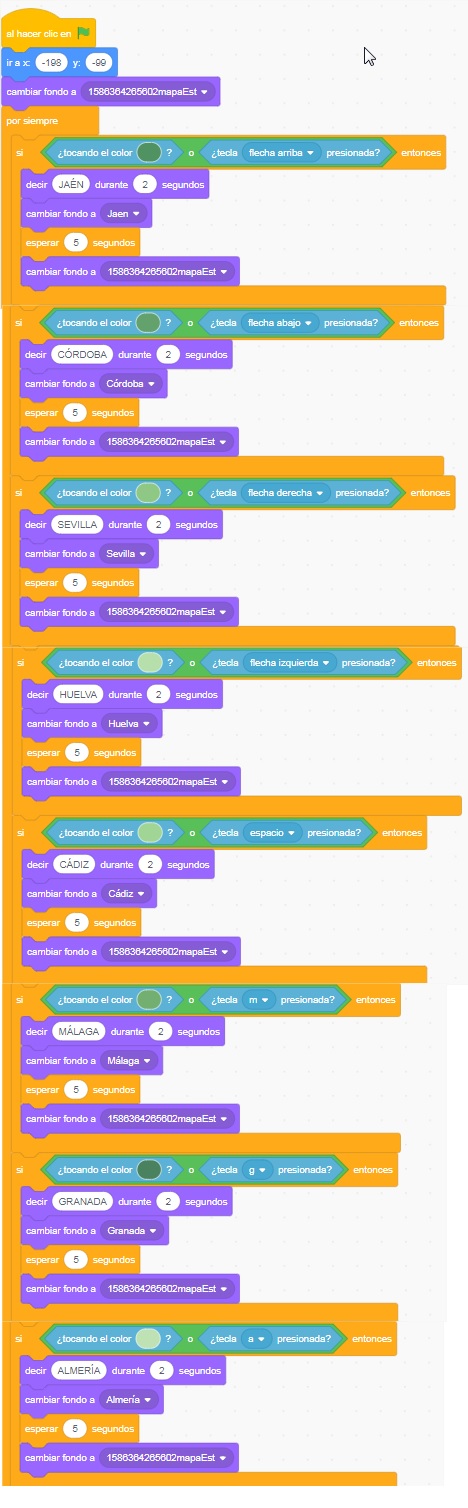 al hacer clic en
ir a x: -198 y: -99
cambiar fondo a 1586364265602mapaEst
por siempre
si ¿tocando el color ? o ¿tecla flecha arriba presionada? entonces
decir JAÉN durante 2 segundos
cambiar fondo a Jaen
esperar 5 segundos
cambiar fondo a 1586364265602mapaEst
si ¿tocando el color ? o ¿tecla flecha abajo presionada? entonces
decir CÓRDOBA durante 2 segundos
cambiar fondo a Córdoba
esperar 5 segundos
cambiar fondo a 1586364265602mapaEst
si ¿tocando el color ? o ¿tecla flecha derecha presionada? entonces
decir SEVILLA durante 2 segundos
cambiar fondo a Sevilla
esperar 5 segundos
cambiar fondo a 1586364265602mapaEst
si ¿tocando el color ? o ¿tecla flecha izquierda presionada? entonces
decir HUELVA durante 2 segundos
cambiar fondo a Huelva
esperar 5 segundos
cambiar fondo a 1586364265602mapaEst
si ¿tocando el color ? o ¿tecla espacio presionada? entonces
decir CÁDIZ durante 2 segundos
cambiar fondo a Cádiz
esperar 5 segundos
cambiar fondo a 1586364265602mapaEst
si ¿tocando el color ? o ¿tecla m presionada? entonces
decir MÁLAGA durante 2 segundos
cambiar fondo a Málaga
esperar 5 segundos
cambiar fondo a 1586364265602mapaEst
si ¿tocando el color ? o ¿tecla g presionada? entonces
decir GRANADA durante 2 segundos
cambiar fondo a Granada
esperar 5 segundos
cambiar fondo a 1586364265602mapaEst
si ¿tocando el color ? o ¿tecla a presionada? entonces
decir ALMERÍA durante 2 segundos
cambiar fondo a Almería
esperar 5 segundos
cambiar fondo a 1586364265602mapaEst